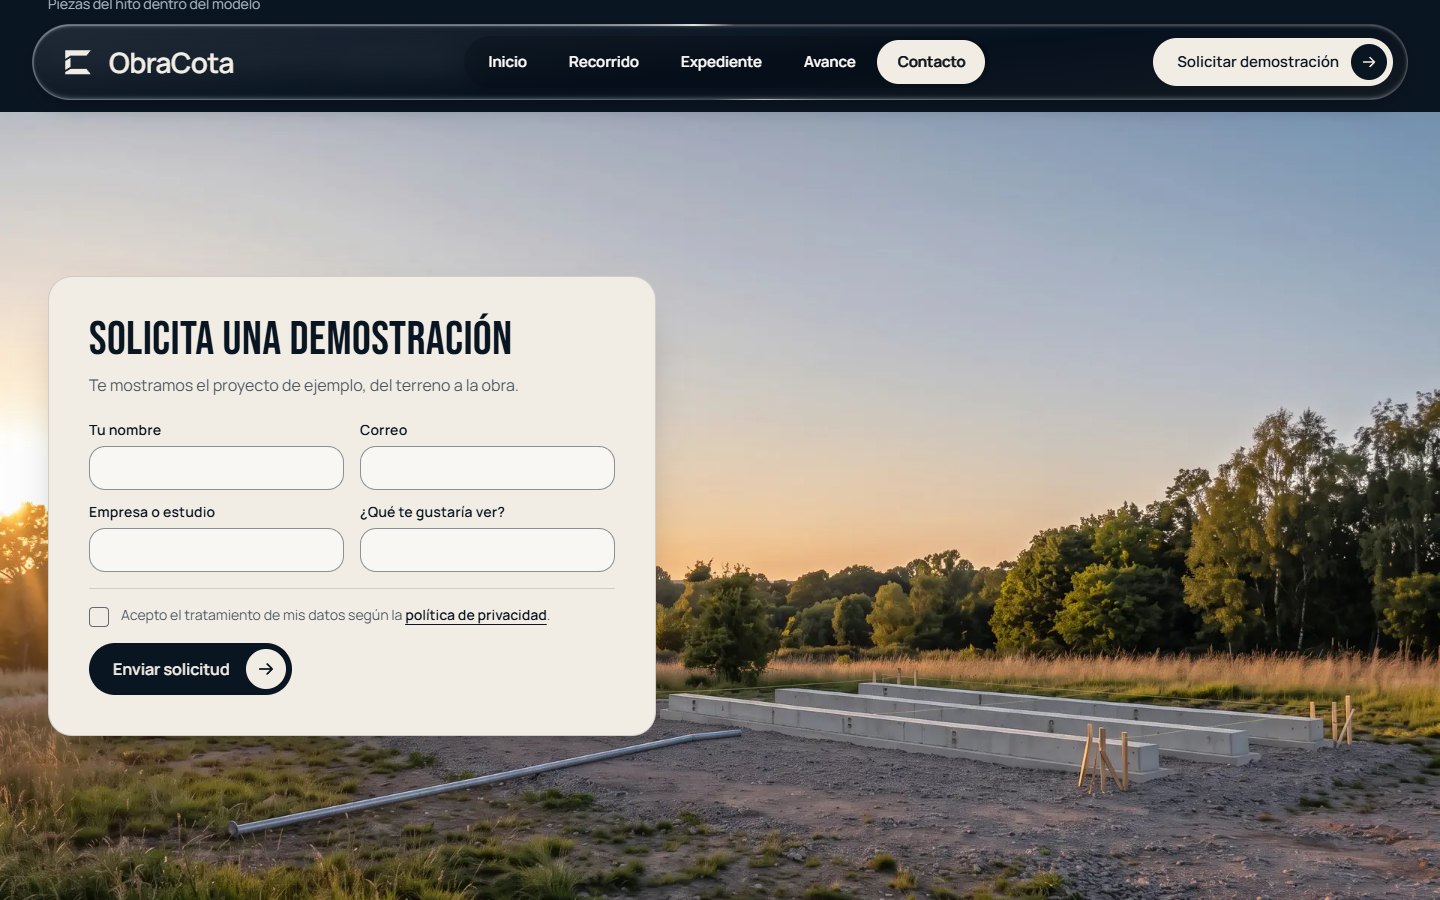 Piezas del hito dentro del modelo
ObraCota
Inicio
Recorrido
Expediente
Avance
Contacto
Solicitar demostración
SOLICITA UNA DEMOSTRACIÓN
Te mostramos el proyecto de ejemplo, del terreno a la obra.
Tu nombre
Correo
Empresa o estudio
¿Qué te gustaría ver?
Acepto el tratamiento de mis datos según la política de privacidad.
Enviar solicitud